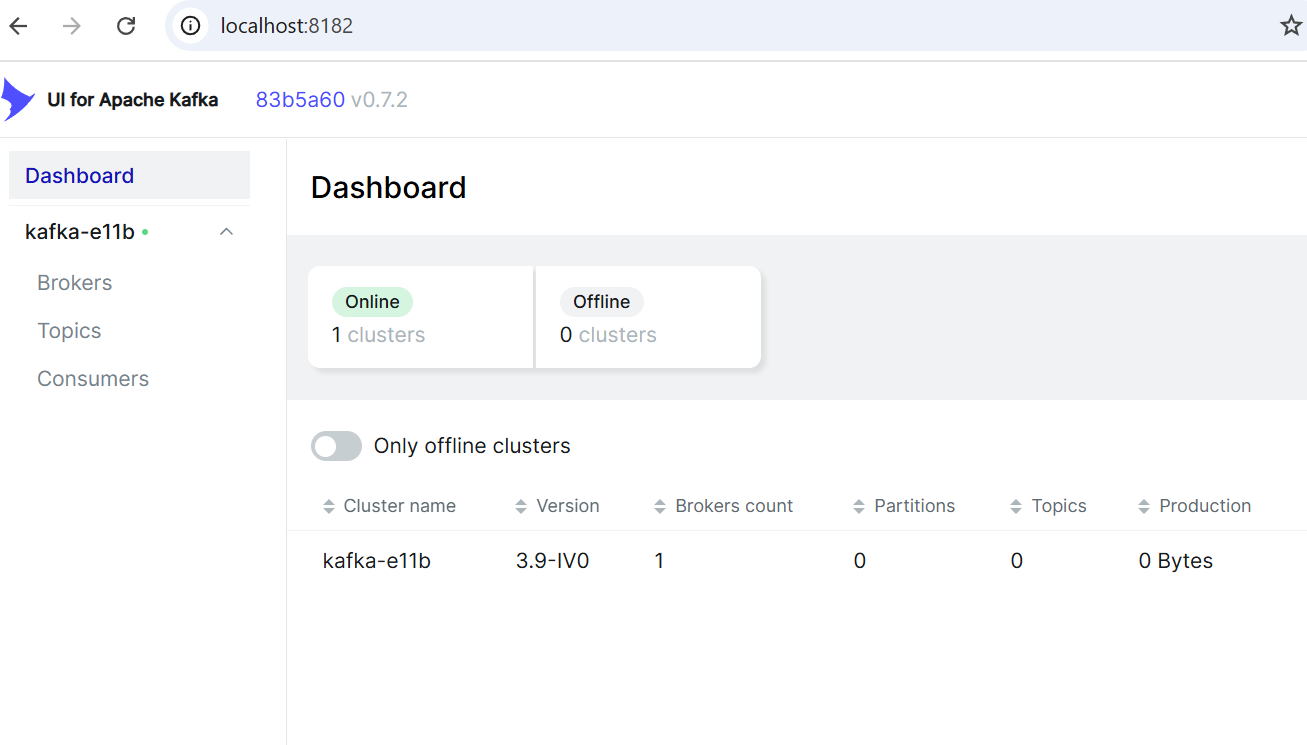 localhost:8182
UI for Apache Kafka 83b5a60 v0.7.2
Dashboard
kafka-e11b
Brokers
Topics
Consumers
Dashboard
Online
1 clusters
Offline
0 clusters
Only offline clusters
Cluster name Version Brokers count Partitions Topics Production
kafka-e11b 3.9-IV0 1 0 0 0 Bytes